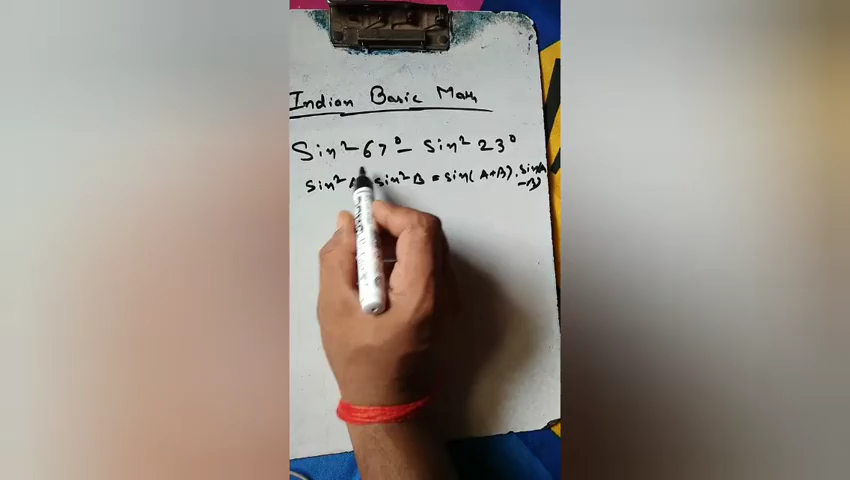 Indian Basic Math
Sin² 67° - Sin² 23°
Sin² A sin² B = sin(A+B). sin(A
-B)